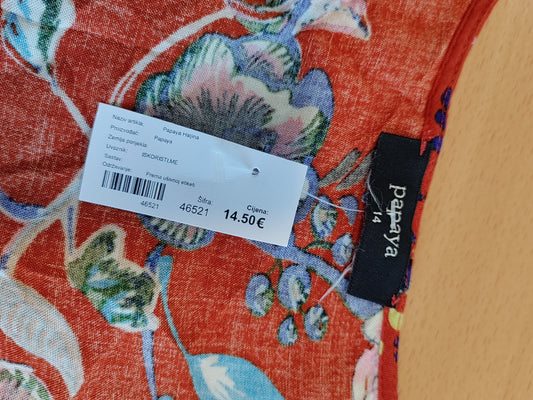 Naziv artikla: Papaya Haljina
Proizvođač: Papaya
Zemlja porijekla:
Uvoznik: ISKORISTI.ME
Sastav:
Održavanje: Prema ušivnoj etiketi
46521
Šifra:
46521
Cijena:
14.50€
papaya
14